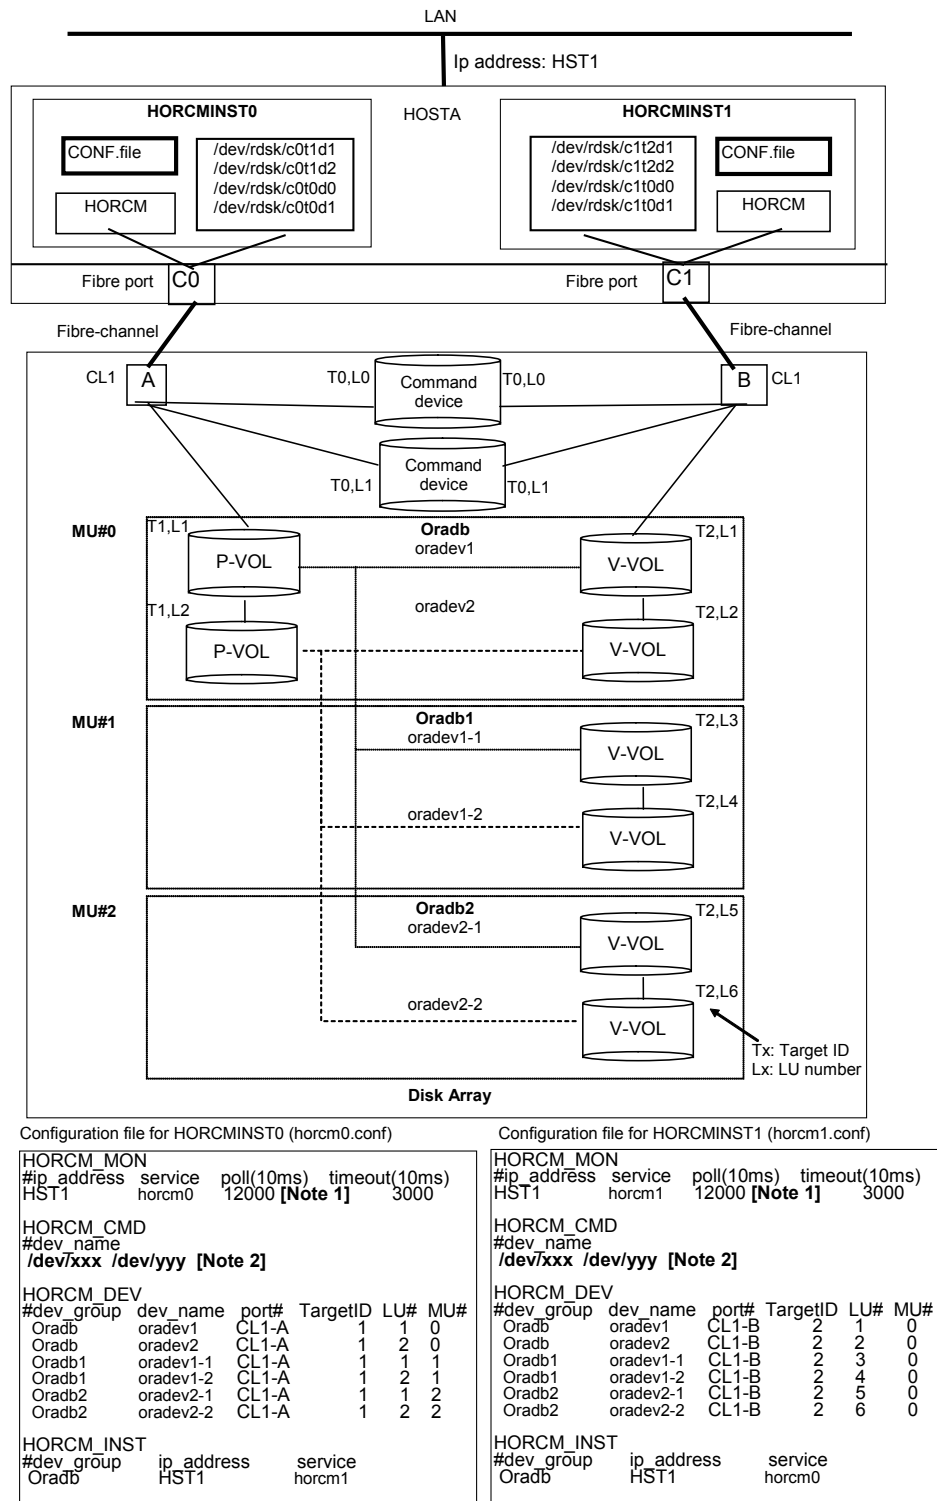 LAN
Ip address: HST1
HORCMINST0
HOSTA
HORCMINST1
CONF.file
/dev/rdsk/c0t1d1
/dev/rdsk/c0t1d2
/dev/rdsk/c0t0d0
/dev/rdsk/c0t0d1
HORCM
/dev/rdsk/c1t2d1
/dev/rdsk/c1t2d2
/dev/rdsk/c1t0d0
/dev/rdsk/c1t0d1
CONF.file
HORCM
Fibre port
C0
Fibre port
C1
Fibre-channel
Fibre-channel
CL1
A
T0,L0
Command
device
T0,L0
B
CL1
T0,L1
Command
device
T0,L1
MU#0
T1,L1
P-VOL
Oradb
oradev1
V-VOL
T2,L1
T1,L2
P-VOL
oradev2
V-VOL
T2,L2
MU#1
Oradb1
oradev1-1
V-VOL
T2,L3
oradev1-2
V-VOL
T2,L4
MU#2
Oradb2
oradev2-1
V-VOL
T2,L5
oradev2-2
V-VOL
T2,L6
Tx: Target ID
Lx: LU number
Disk Array
Configuration file for HORCMINST0 (horcm0.conf)
HORCM_MON
#ip_address service poll(10ms) timeout(10ms)
HST1 horcm0 12000 [Note 1] 3000
HORCM_CMD
#dev_name
/dev/xxx /dev/yyy [Note 2]
HORCM_DEV
#dev_group dev_name port# TargetID LU# MU#
Oradb oradev1 CL1-A 1 1 0
Oradb oradev2 CL1-A 1 2 0
Oradb1 oradev1-1 CL1-A 1 1 1
Oradb1 oradev1-2 CL1-A 1 2 1
Oradb2 oradev2-1 CL1-A 1 1 2
Oradb2 oradev2-2 CL1-A 1 2 2
HORCM_INST
#dev_group ip_address service
Oradb HST1 horcm1
Configuration file for HORCMINST1 (horcm1.conf)
HORCM_MON
#ip_address service poll(10ms) timeout(10ms)
HST1 horcm1 12000 [Note 1] 3000
HORCM_CMD
#dev_name
/dev/xxx /dev/yyy [Note 2]
HORCM_DEV
#dev_group dev_name port# TargetID LU# MU#
Oradb oradev1 CL1-B 2 1 0
Oradb oradev2 CL1-B 2 2 0
Oradb1 oradev1-1 CL1-B 2 3 0
Oradb1 oradev1-2 CL1-B 2 4 0
Oradb2 oradev2-1 CL1-B 2 5 0
Oradb2 oradev2-2 CL1-B 2 6 0
HORCM_INST
#dev_group ip_address service
Oradb HST1 horcm0